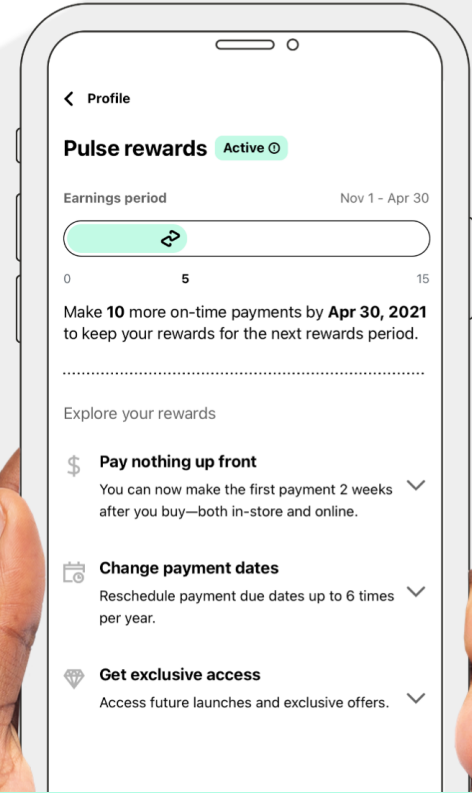 Profile
Pulse rewards Active
Earnings period Nov 1 - Apr 30
0 5 15
Make 10 more on-time payments by Apr 30, 2021
to keep your rewards for the next rewards period.
Explore your rewards
Pay nothing up front
You can now make the first payment 2 weeks
after you buy—both in-store and online.
Change payment dates
Reschedule payment due dates up to 6 times
per year.
Get exclusive access
Access future launches and exclusive offers.